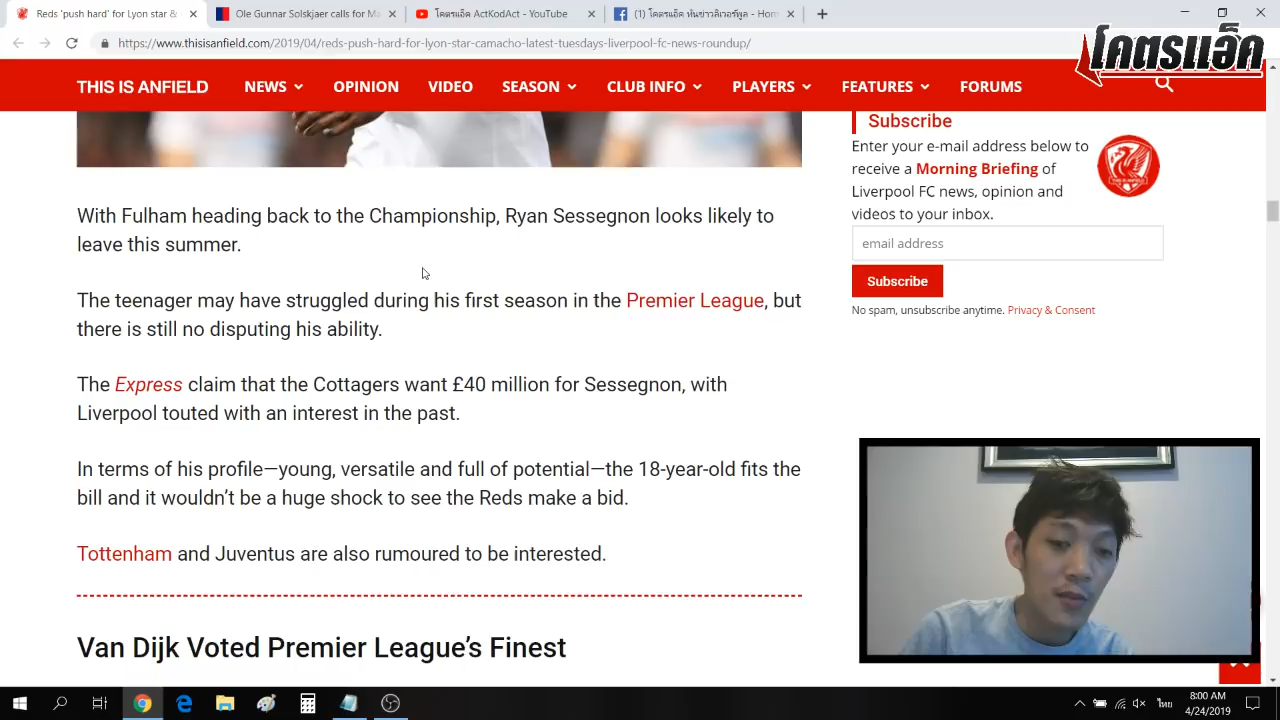 Reds 'push hard' for Lyon star &
Ole Gunnar Solskjaer calls for Ma
โคตรแอ็ค ActKodAct - YouTube
(1) โคตรแอ็ค ทันข่าวลิเวอร์พูล - Hom
https://www.thisisanfield.com/2019/04/reds-push-hard-for-lyon-star-camacho-latest-tuesdays-liverpool-fc-news-roundup/
โคตรแอ็ค
THIS IS ANFIELD
NEWS
OPINION
VIDEO
SEASON
CLUB INFO
PLAYERS
FEATURES
FORUMS
With Fulham heading back to the Championship, Ryan Sessegnon looks likely to
leave this summer.
The teenager may have struggled during his first season in the Premier League, but
there is still no disputing his ability.
The Express claim that the Cottagers want £40 million for Sessegnon, with
Liverpool touted with an interest in the past.
In terms of his profile—young, versatile and full of potential—the 18-year-old fits the
bill and it wouldn't be a huge shock to see the Reds make a bid.
Tottenham and Juventus are also rumoured to be interested.
Van Dijk Voted Premier League's Finest
Subscribe
Enter your e-mail address below to
receive a Morning Briefing of
Liverpool FC news, opinion and
videos to your inbox.
email address
Subscribe
No spam, unsubscribe anytime. Privacy & Consent
ไทย
8:00 AM
4/24/2019